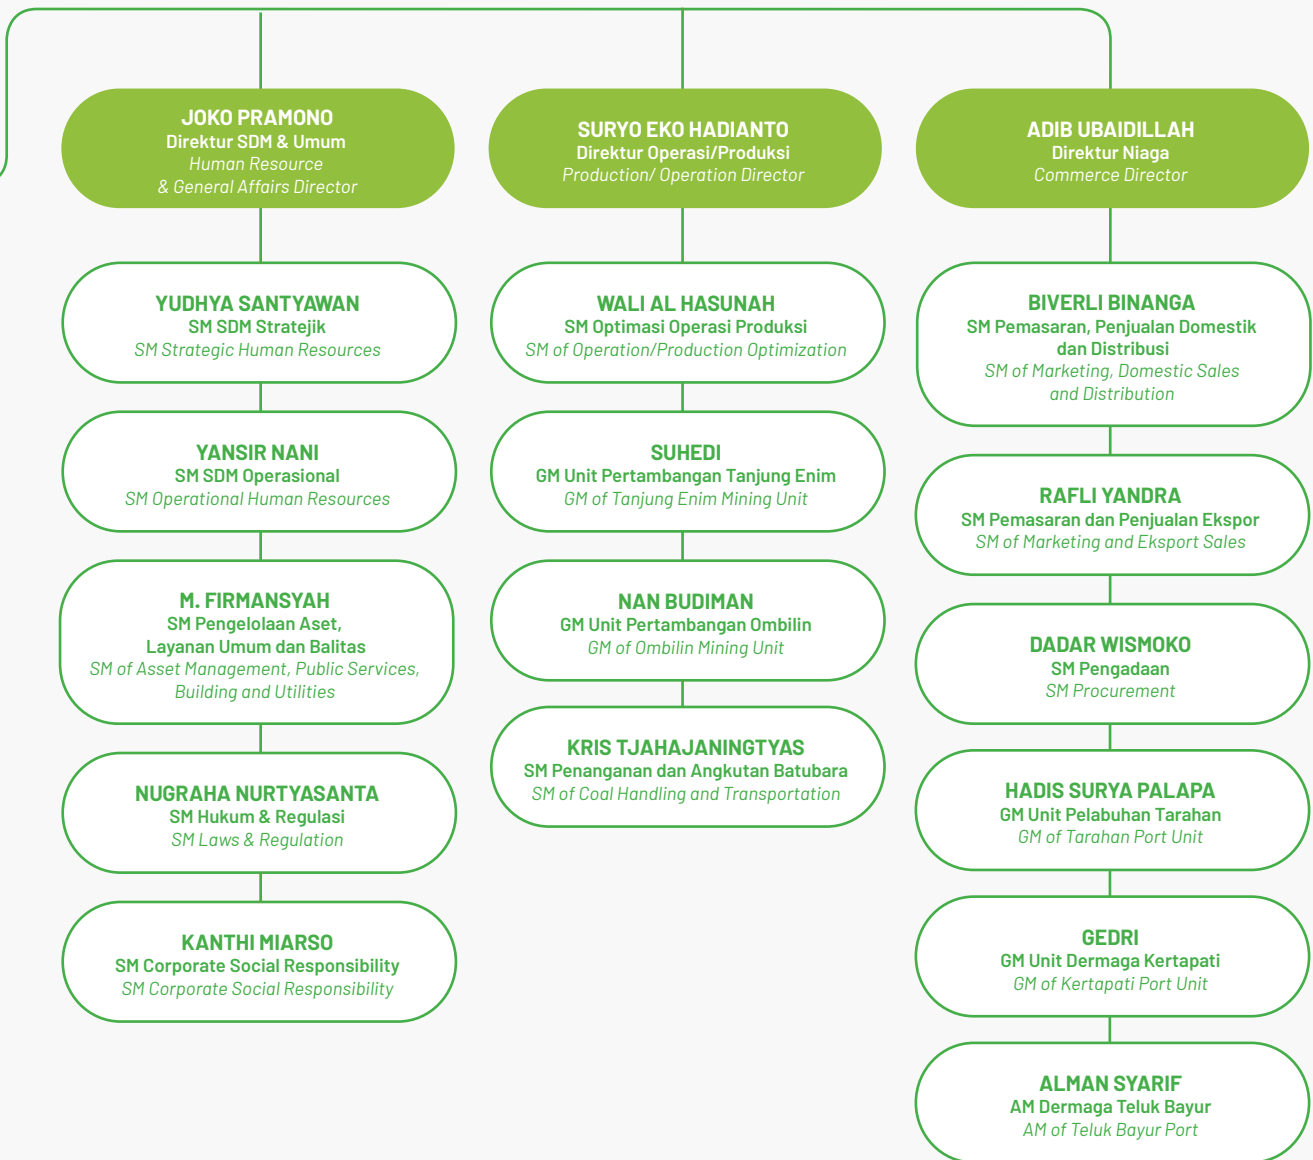 JOKO PRAMONO
Direktur SDM & Umum
Human Resource
& General Affairs Director
YUDHYA SANTYAWAN
SM SDM Stratejik
SM Strategic Human Resources
YANSIR NANI
SM SDM Operasional
SM Operational Human Resources
M. FIRMANSYAH
SM Pengelolaan Aset,
Layanan Umum dan Balitas
SM of Asset Management, Public Services,
Building and Utilities
NUGRAHA NURTYASANTA
SM Hukum & Regulasi
SM Laws & Regulation
KANTHI MIARSO
SM Corporate Social Responsibility
SM Corporate Social Responsibility
SURYO EKO HADIANTO
Direktur Operasi/Produksi
Production/ Operation Director
WALI AL HASUNAH
SM Optimasi Operasi Produksi
SM of Operation/Production Optimization
SUHEDI
GM Unit Pertambangan Tanjung Enim
GM of Tanjung Enim Mining Unit
NAN BUDIMAN
GM Unit Pertambangan Ombilin
GM of Ombilin Mining Unit
KRIS TJAHAJANINGTYAS
SM Penanganan dan Angkutan Batubara
SM of Coal Handling and Transportation
ADIB UBAIDILLAH
Direktur Niaga
Commerce Director
BIVERLI BINANGA
SM Pemasaran, Penjualan Domestik
dan Distribusi
SM of Marketing, Domestic Sales
and Distribution
RAFLI YANDRA
SM Pemasaran dan Penjualan Ekspor
SM of Marketing and Eksport Sales
DADAR WISMOKO
SM Pengadaan
SM Procurement
HADIS SURYA PALAPA
GM Unit Pelabuhan Tarahan
GM of Tarahan Port Unit
GEDRI
GM Unit Dermaga Kertapati
GM of Kertapati Port Unit
ALMAN SYARIF
AM Dermaga Teluk Bayur
AM of Teluk Bayur Port